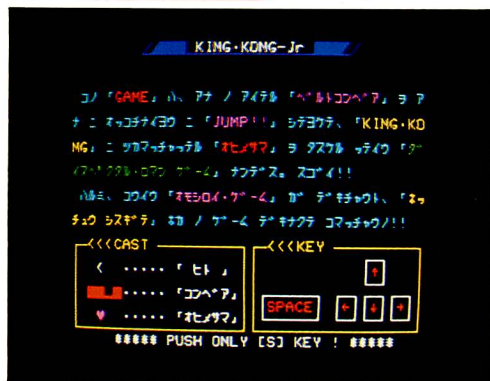 KING・KONG-Jr
コノ 「GAME」 ハ、 アナ ノ アイテル 「ベルトコンベア」 ヲ ア
ナ ニ オッコチナイヨウ ニ 「JUMP!!」 シテヨケテ、 「KING・KO
NG」 ニ ツカマッチャッテル 「オヒメサマ」 ヲ タスケル ッテイウ 「ダ
イスペクタクル・ロマン ゲーム」 ナンデス。 スゴイ!!
ハルミ、 コウイウ 「オモシロイ・ゲーム」 ガ デキチャウト、 「ネッ
チュウ シスギテ」 ホカ ノ ゲーム デキナクテ コマッチャウノ!!
<<<CAST
< ..... 「 ヒト 」
..... 「コンベア」
♥ ..... 「オヒメサマ」
<<<KEY
↑
SPACE ← ↓ →
##### PUSH ONLY [S] KEY ! #####